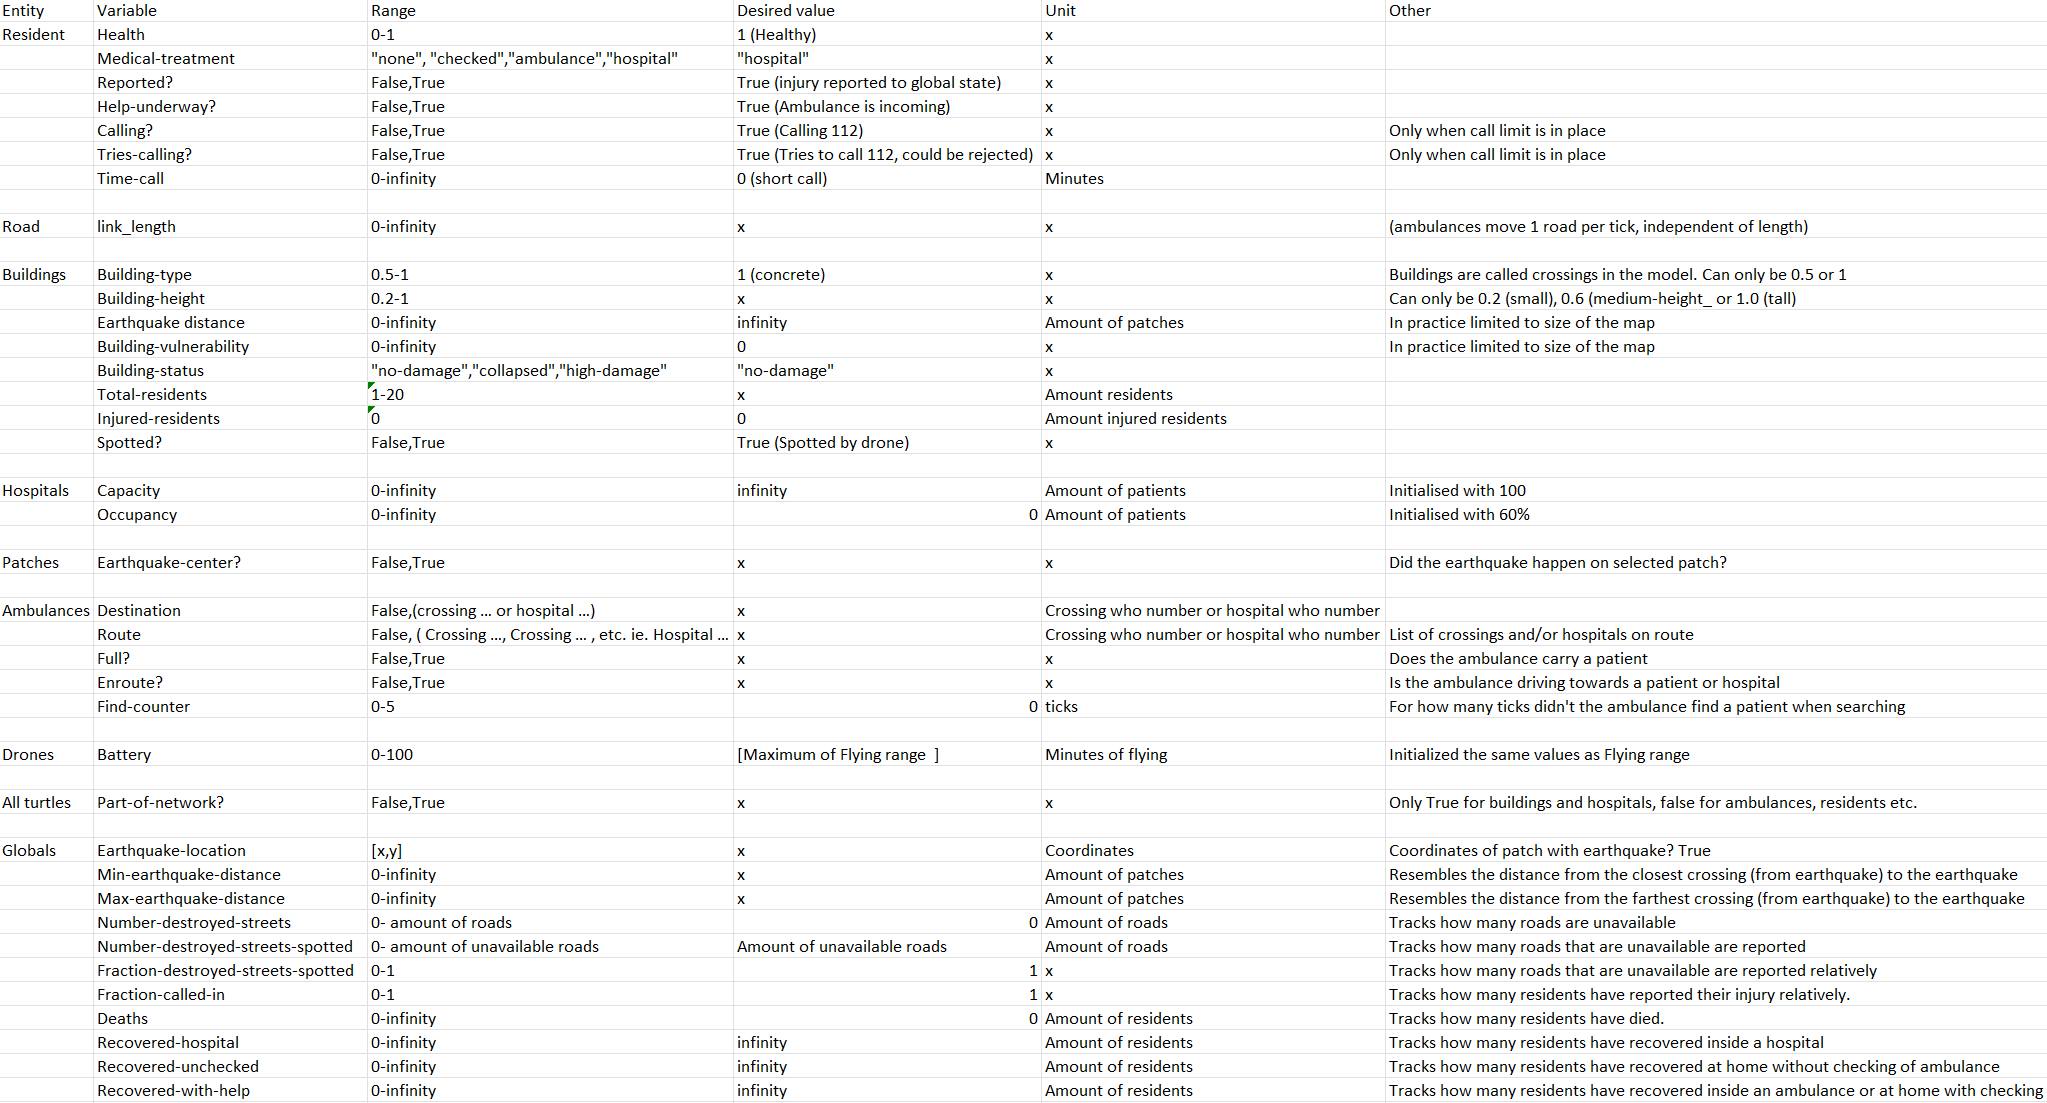 Entity Variable Range Desired value Unit Other
Resident Health 0-1 1 (Healthy) x
Medical-treatment "none", "checked","ambulance","hospital" "hospital" x
Reported? False,True True (injury reported to global state) x
Help-underway? False,True True (Ambulance is incoming) x
Calling? False,True True (Calling 112) x Only when call limit is in place
Tries-calling? False,True True (Tries to call 112, could be rejected) x Only when call limit is in place
Time-call 0-infinity 0 (short call) Minutes
Road link_length 0-infinity x x (ambulances move 1 road per tick, independent of length)
Buildings Building-type 0.5-1 1 (concrete) x Buildings are called crossings in the model. Can only be 0.5 or 1
Building-height 0.2-1 x x Can only be 0.2 (small), 0.6 (medium-height_ or 1.0 (tall)
Earthquake distance 0-infinity infinity Amount of patches In practice limited to size of the map
Building-vulnerability 0-infinity 0 x In practice limited to size of the map
Building-status "no-damage","collapsed","high-damage" "no-damage" x
Total-residents 1-20 x Amount residents
Injured-residents 0 0 Amount injured residents
Spotted? False,True True (Spotted by drone) x
Hospitals Capacity 0-infinity infinity Amount of patients Initialised with 100
Occupancy 0-infinity 0 Amount of patients Initialised with 60%
Patches Earthquake-center? False,True x x Did the earthquake happen on selected patch?
Ambulances Destination False,(crossing ... or hospital ...) x Crossing who number or hospital who number
Route False, ( Crossing ..., Crossing ... , etc. ie. Hospital ... x Crossing who number or hospital who number List of crossings and/or hospitals on route
Full? False,True x x Does the ambulance carry a patient
Enroute? False,True x x Is the ambulance driving towards a patient or hospital
Find-counter 0-5 0 ticks For how many ticks didn't the ambulance find a patient when searching
Drones Battery 0-100 [Maximum of Flying range ] Minutes of flying Initialized the same values as Flying range
All turtles Part-of-network? False,True x x Only True for buildings and hospitals, false for ambulances, residents etc.
Globals Earthquake-location [x,y] x Coordinates Coordinates of patch with earthquake? True
Min-earthquake-distance 0-infinity x Amount of patches Resembles the distance from the closest crossing (from earthquake) to the earthquake
Max-earthquake-distance 0-infinity x Amount of patches Resembles the distance from the farthest crossing (from earthquake) to the earthquake
Number-destroyed-streets 0- amount of roads 0 Amount of roads Tracks how many roads are unavailable
Number-destroyed-streets-spotted 0- amount of unavailable roads Amount of unavailable roads Amount of roads Tracks how many roads that are unavailable are reported
Fraction-destroyed-streets-spotted 0-1 1 x Tracks how many roads that are unavailable are reported relatively
Fraction-called-in 0-1 1 x Tracks how many residents have reported their injury relatively.
Deaths 0-infinity 0 Amount of residents Tracks how many residents have died.
Recovered-hospital 0-infinity infinity Amount of residents Tracks how many residents have recovered inside a hospital
Recovered-unchecked 0-infinity infinity Amount of residents Tracks how many residents have recovered at home without checking of ambulance
Recovered-with-help 0-infinity infinity Amount of residents Tracks how many residents have recovered inside an ambulance or at home with checking